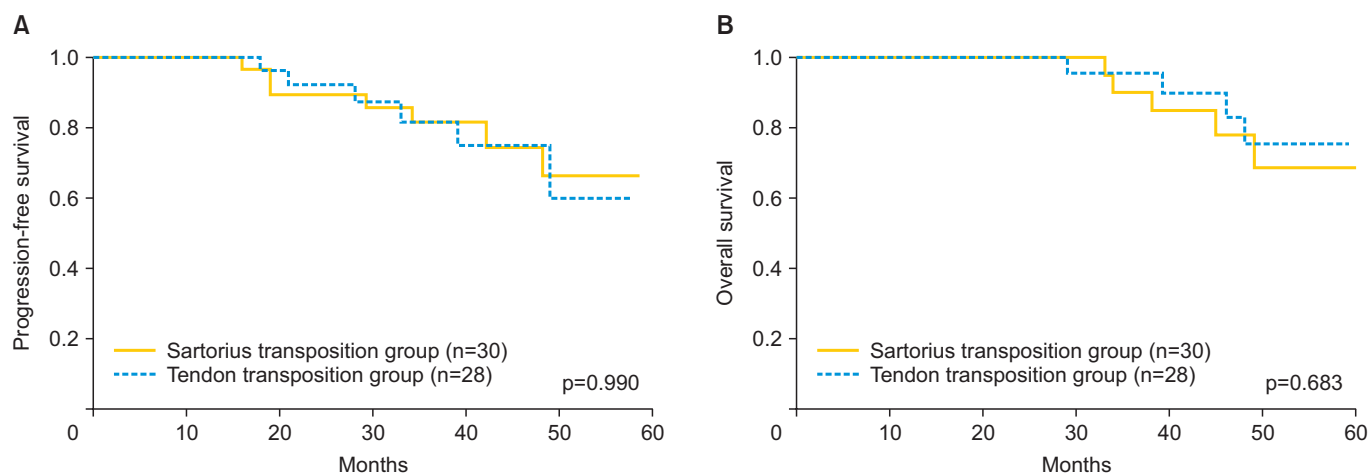 A
Progression-free survival
1.0
0.8
0.6
0.4
0.2
Sartorius transposition group (n=30)
Tendon transposition group (n=28)
p=0.990
0 10 20 30 40 50 60
Months
B
Overall survival
1.0
0.8
0.6
0.4
0.2
Sartorius transposition group (n=30)
Tendon transposition group (n=28)
p=0.683
0 10 20 30 40 50 60
Months